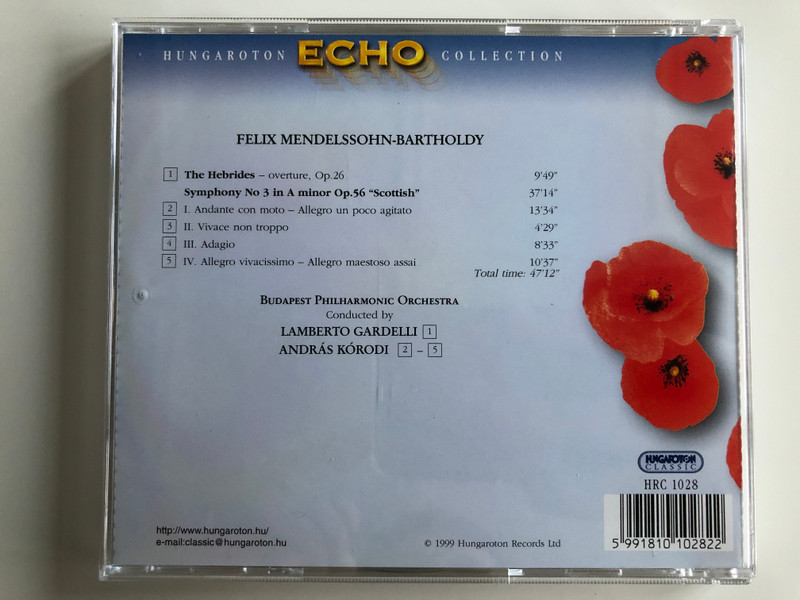 HUNGAROTON ECHO COLLECTION
FELIX MENDELSSOHN-BARTHOLDY
1 The Hebrides – overture, Op.26 9'49"
Symphony No 3 in A minor Op.56 "Scottish" 37'14"
2 I. Andante con moto – Allegro un poco agitato 13'34"
3 II. Vivace non troppo 4'29"
4 III. Adagio 8'33"
5 IV. Allegro vivacissimo – Allegro maestoso assai 10'37"
Total time: 47'12"
BUDAPEST PHILHARMONIC ORCHESTRA
Conducted by
LAMBERTO GARDELLI 1
ANDRÁS KÓRODI 2 – 5
HUNGAROTON
CLASSIC
HRC 1028
http://www.hungaroton.hu/
e-mail:classic@hungaroton.hu
© 1999 Hungaroton Records Ltd
5 991810 102822